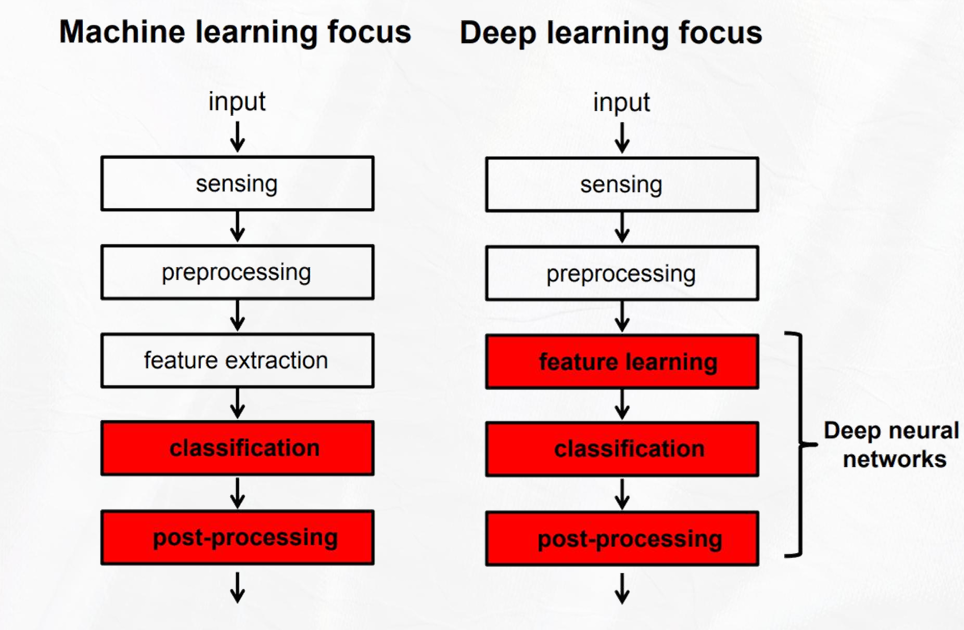 Machine learning focus
input
sensing
preprocessing
feature extraction
classification
post-processing
Deep learning focus
input
sensing
preprocessing
feature learning
classification
post-processing
Deep neural
networks